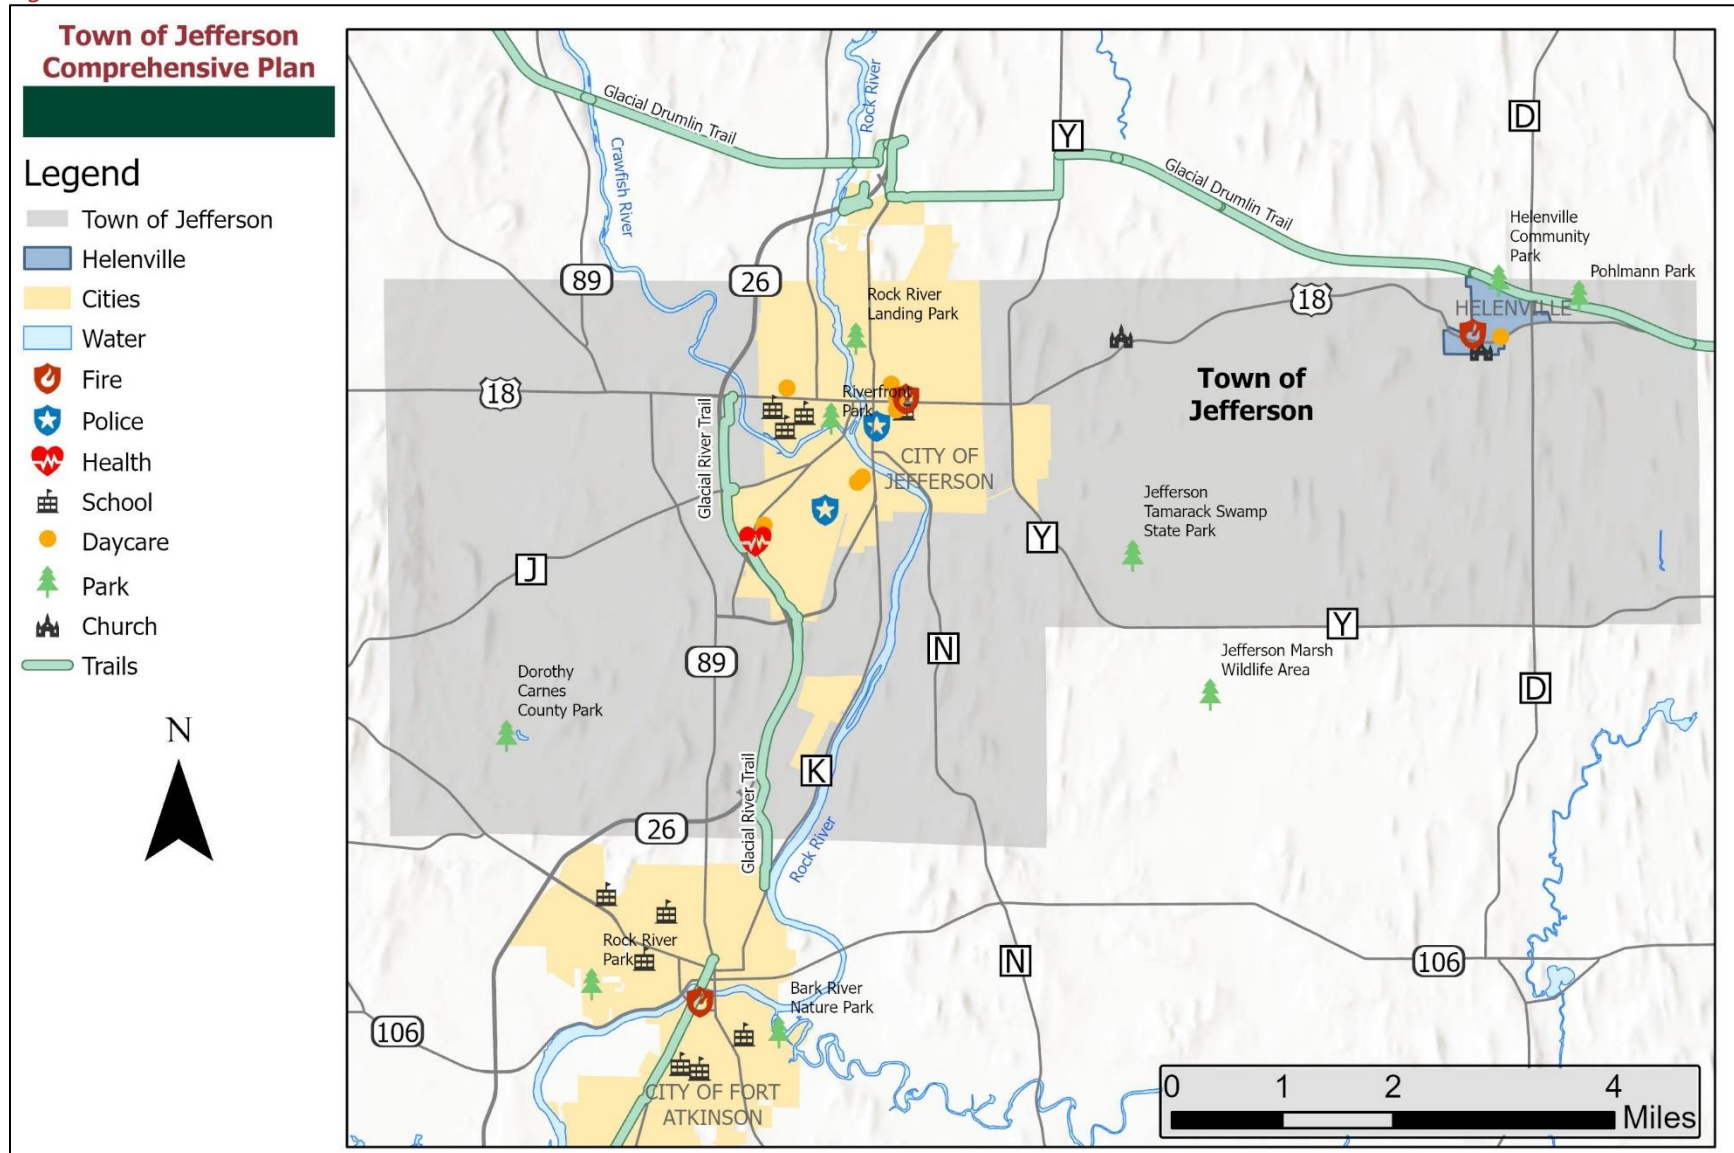 Town of Jefferson
Comprehensive Plan
Legend
Town of Jefferson
Helenville
Cities
Water
Fire
Police
Health
School
Daycare
Park
Church
Trails
N
Glacial Drumlin Trail
Rock River
Crawfish River
Y
D
Glacial Drumlin Trail
Helenville
Community
Park
Pohlmann Park
89
26
18
HELENVILLE
Rock River
Landing Park
18
Riverfront
Park
Town of
Jefferson
Glacial River Trail
CITY OF
JEFFERSON
Jefferson
Tamarack Swamp
State Park
Y
J
Y
N
89
Jefferson Marsh
Wildlife Area
Dorothy
Carnes
County Park
D
K
Glacial River Trail
26
Rock River
Rock River
Park
N
106
Bark River
Nature Park
106
CITY OF FORT
ATKINSON
0 1 2 4
Miles